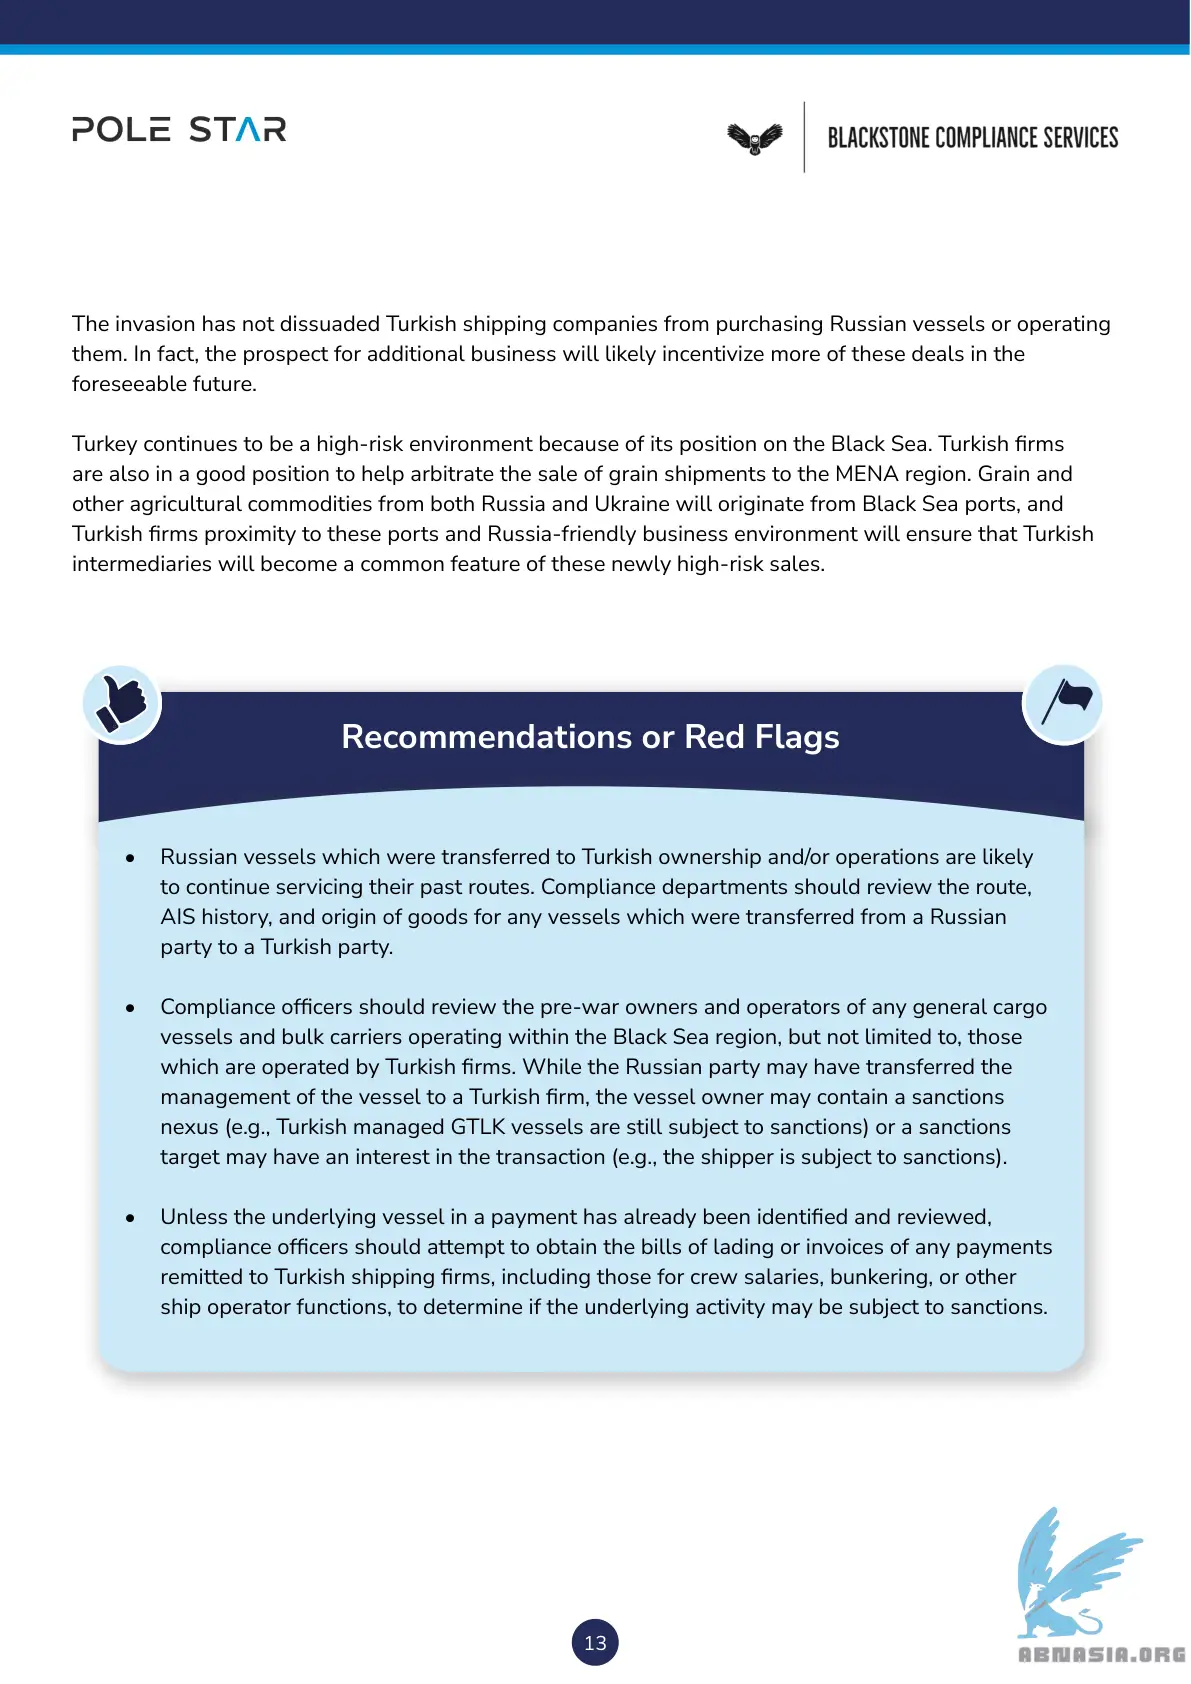 POLE STAR
BLACKSTONE COMPLIANCE SERVICES
The invasion has not dissuaded Turkish shipping companies from purchasing Russian vessels or operating
them. In fact, the prospect for additional business will likely incentivize more of these deals in the
foreseeable future.
Turkey continues to be a high-risk environment because of its position on the Black Sea. Turkish firms
are also in a good position to help arbitrate the sale of grain shipments to the MENA region. Grain and
other agricultural commodities from both Russia and Ukraine will originate from Black Sea ports, and
Turkish firms proximity to these ports and Russia-friendly business environment will ensure that Turkish
intermediaries will become a common feature of these newly high-risk sales.
Recommendations or Red Flags
• Russian vessels which were transferred to Turkish ownership and/or operations are likely
to continue servicing their past routes. Compliance departments should review the route,
AIS history, and origin of goods for any vessels which were transferred from a Russian
party to a Turkish party.
• Compliance officers should review the pre-war owners and operators of any general cargo
vessels and bulk carriers operating within the Black Sea region, but not limited to, those
which are operated by Turkish firms. While the Russian party may have transferred the
management of the vessel to a Turkish firm, the vessel owner may contain a sanctions
nexus (e.g., Turkish managed GTLK vessels are still subject to sanctions) or a sanctions
target may have an interest in the transaction (e.g., the shipper is subject to sanctions).
• Unless the underlying vessel in a payment has already been identified and reviewed,
compliance officers should attempt to obtain the bills of lading or invoices of any payments
remitted to Turkish shipping firms, including those for crew salaries, bunkering, or other
ship operator functions, to determine if the underlying activity may be subject to sanctions.
13
ABNASIA.ORG